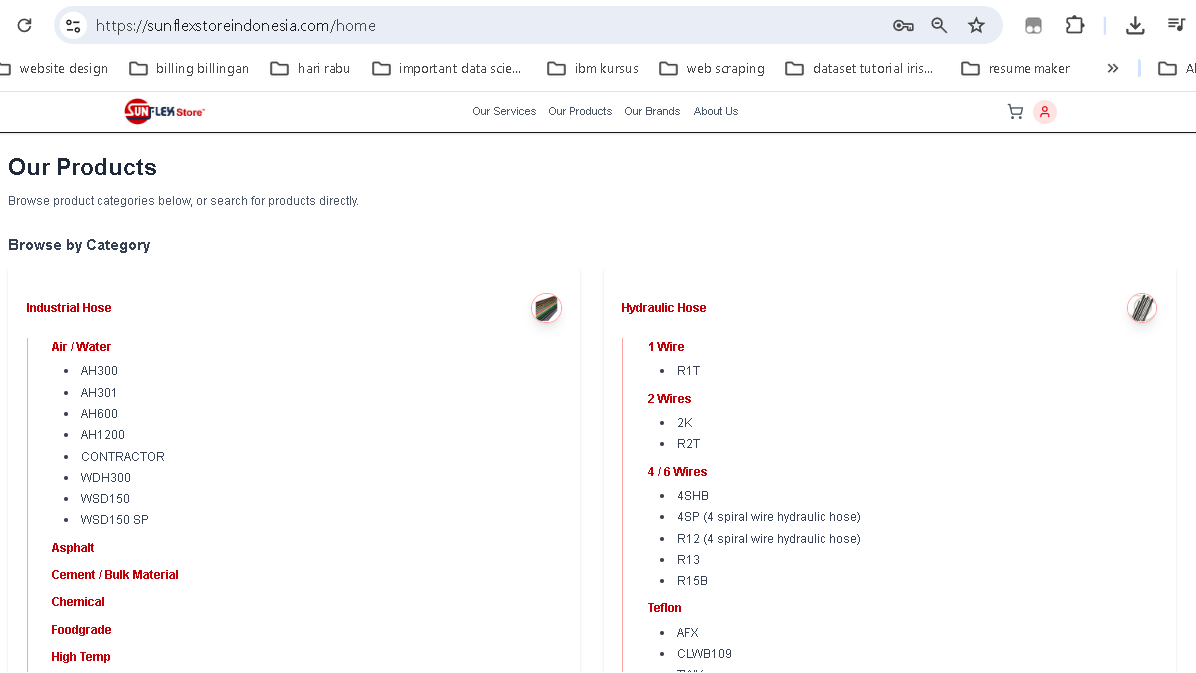 https://sunflexstoreindonesia.com/home
website design
billing billingan
hari rabu
important data scie...
ibm kursus
web scraping
dataset tutorial iris...
resume maker
SUNFLEX Store
Our Services
Our Products
Our Brands
About Us
Our Products
Browse product categories below, or search for products directly.
Browse by Category
Industrial Hose
Air / Water
AH300
AH301
AH600
AH1200
CONTRACTOR
WDH300
WSD150
WSD150 SP
Asphalt
Cement / Bulk Material
Chemical
Foodgrade
High Temp
Hydraulic Hose
1 Wire
R1T
2 Wires
2K
R2T
4 / 6 Wires
4SHB
4SP (4 spiral wire hydraulic hose)
R12 (4 spiral wire hydraulic hose)
R13
R15B
Teflon
AFX
CLWB109